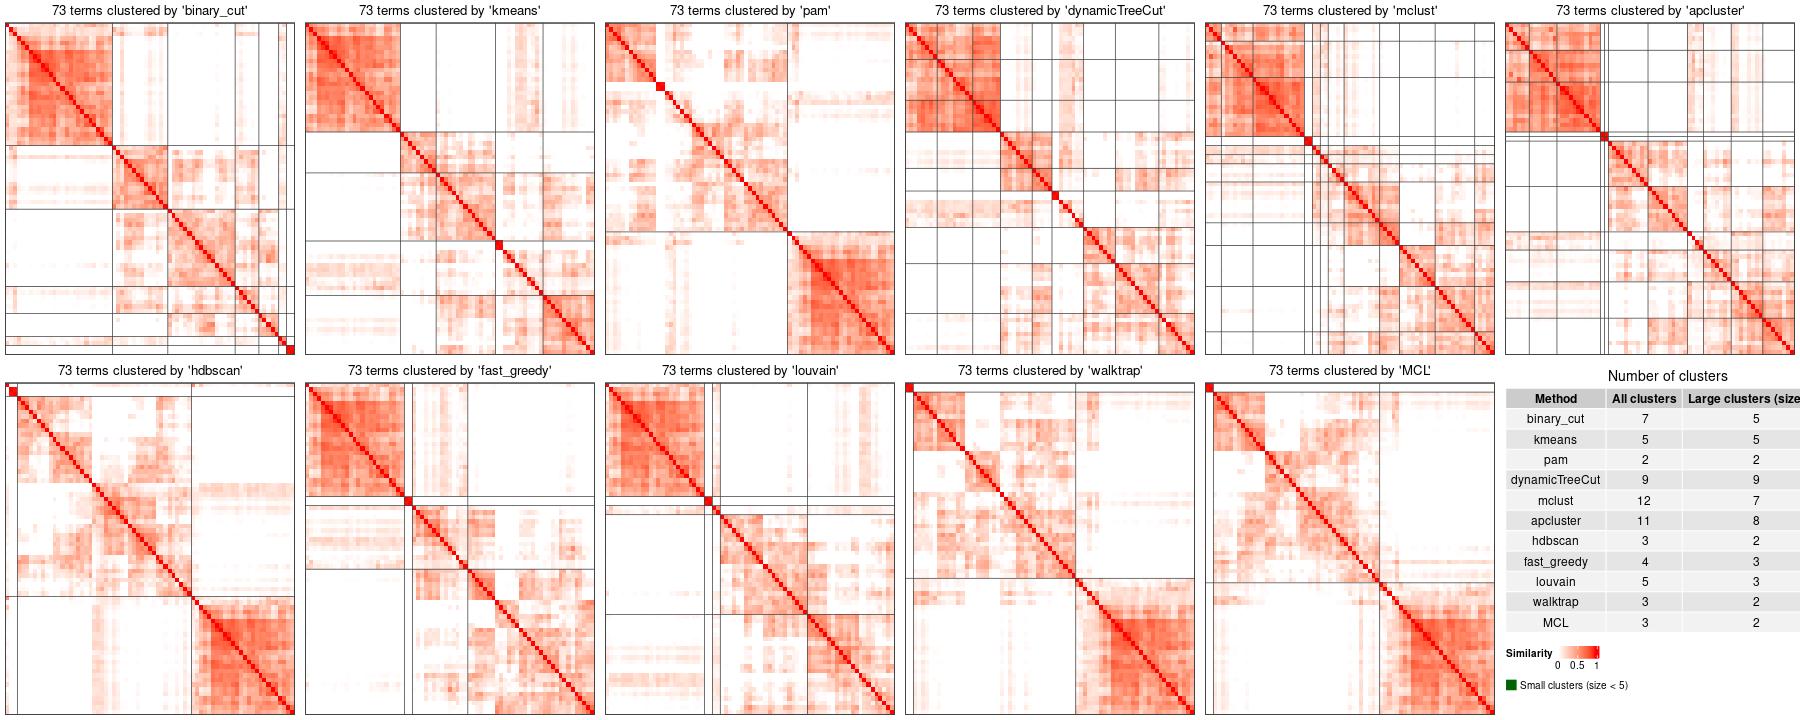 73 terms clustered by 'binary_cut'
73 terms clustered by 'kmeans'
73 terms clustered by 'pam'
73 terms clustered by 'dynamicTreeCut'
73 terms clustered by 'mclust'
73 terms clustered by 'apcluster'
73 terms clustered by 'hdbscan'
73 terms clustered by 'fast_greedy'
73 terms clustered by 'louvain'
73 terms clustered by 'walktrap'
73 terms clustered by 'MCL'
Number of clusters
Method All clusters Large clusters (size
binary_cut 7 5
kmeans 5 5
pam 2 2
dynamicTreeCut 9 9
mclust 12 7
apcluster 11 8
hdbscan 3 2
fast_greedy 4 3
louvain 5 3
walktrap 3 2
MCL 3 2
Similarity
0 0.5 1
Small clusters (size < 5)